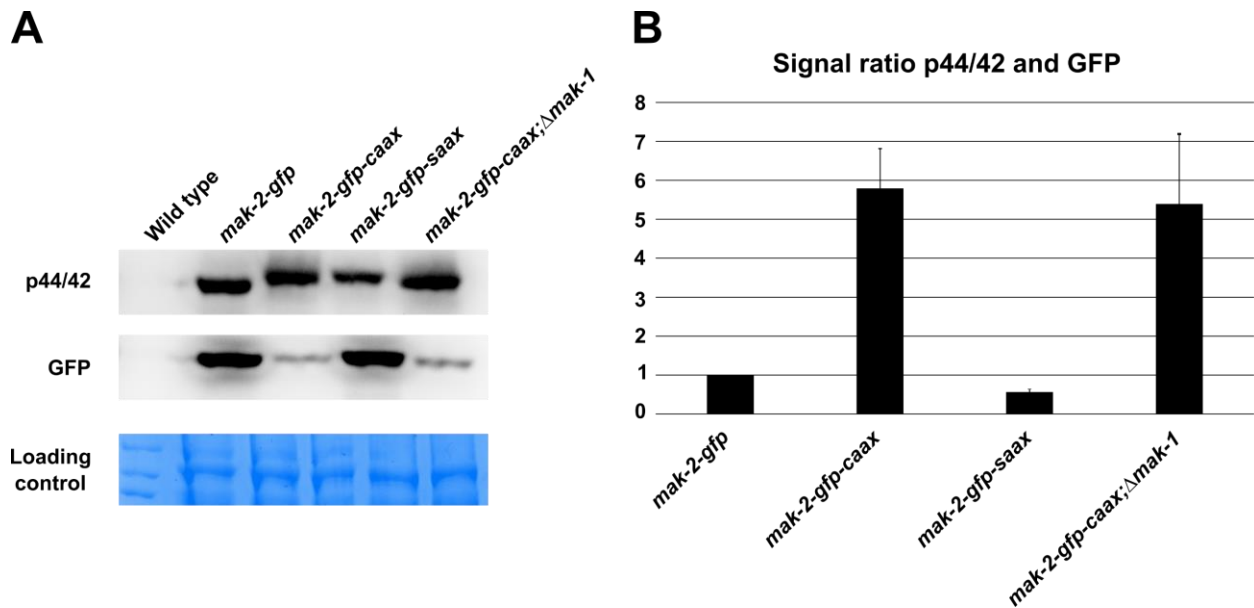 A
Wild type
mak-2-gfp
mak-2-gfp-caax
mak-2-gfp-saax
mak-2-gfp-caax;Δmak-1
p44/42
GFP
Loading
control
B
Signal ratio p44/42 and GFP
8
7
6
5
4
3
2
1
0
mak-2-gfp
mak-2-gfp-caax
mak-2-gfp-saax
mak-2-gfp-caax;Δmak-1